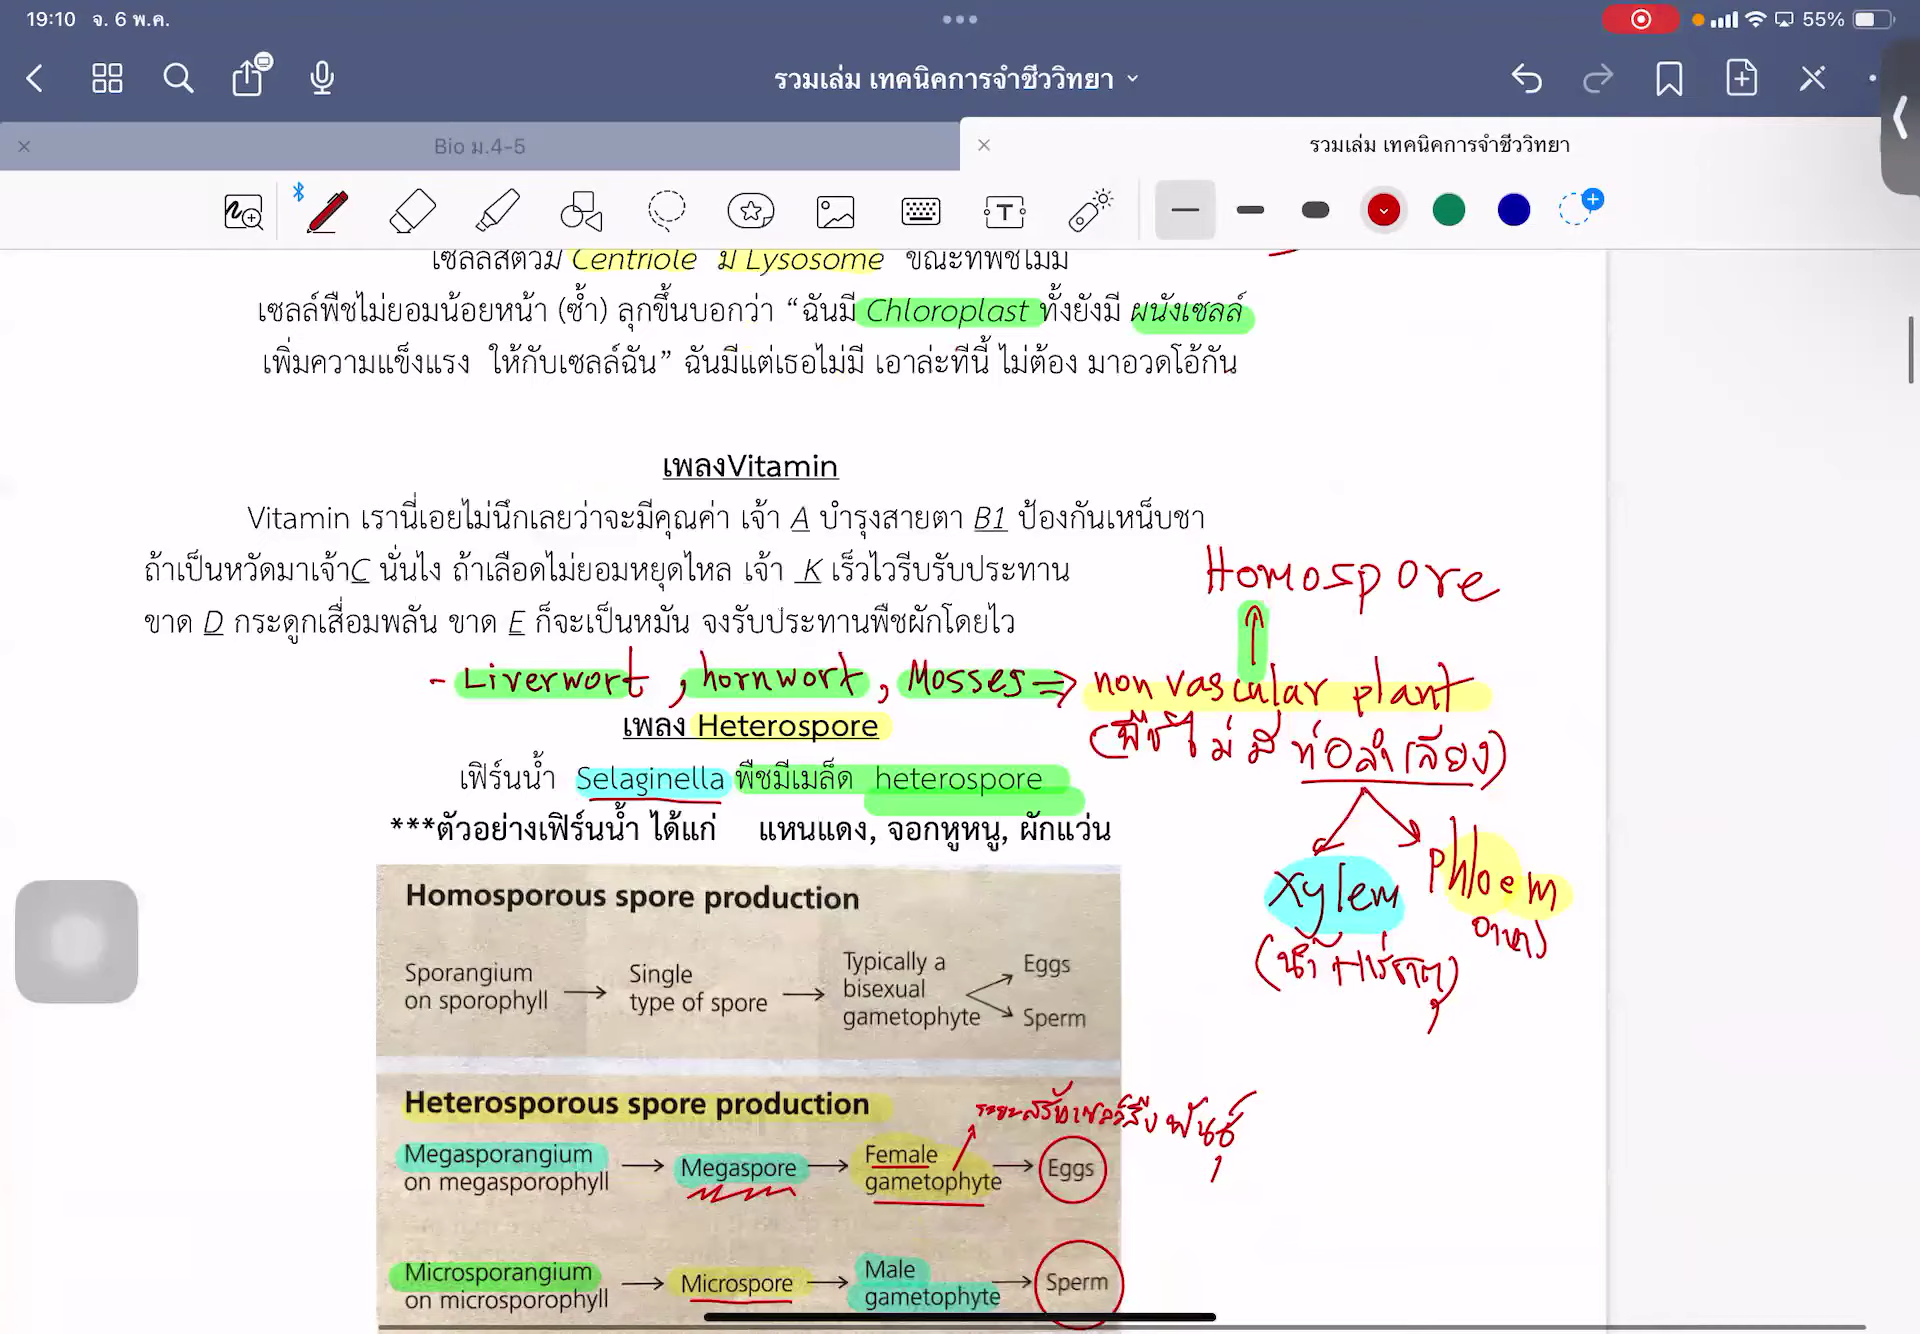 19:10 จ. 6 พ.ค.
55%
รวมเล่ม เทคนิคการจำชีววิทยา
Bio ม.4-5
รวมเล่ม เทคนิคการจำชีววิทยา
เซลล์สัตว์มี Centriole มี Lysosome ขณะที่พืชไม่มี
เซลล์พืชไม่ยอมน้อยหน้า (ซ้ำ) ลุกขึ้นบอกว่า “ฉันมี Chloroplast ทั้งยังมี ผนังเซลล์
เพิ่มความแข็งแรง ให้กับเซลล์ฉัน” ฉันมีแต่เธอไม่มี เอาล่ะทีนี้ ไม่ต้อง มาอวดโอ้กัน
เพลงVitamin
Vitamin เรานี่เอยไม่นึกเลยว่าจะมีคุณค่า เจ้า A บำรุงสายตา B1 ป้องกันเหน็บชา
ถ้าเป็นหวัดมาเจ้าC นั่นไง ถ้าเลือดไม่ยอมหยุดไหล เจ้า K เร็วไวรีบรับประทาน
ขาด D กระดูกเสื่อมพลัน ขาด E ก็จะเป็นหมัน จงรับประทานพืชผักโดยไว
Homospore
- Liverwort , hornwort , Mosses ⇒ non vascular plant
(พืชไม่มีท่อลำเลียง)
เพลง Heterospore
เฟิร์นน้ำ Selaginella พืชมีเมล็ด heterospore
***ตัวอย่างเฟิร์นน้ำ ได้แก่ แหนแดง, จอกหูหนู, ผักแว่น
Xylem Phloem
(น้ำ แร่ธาตุ) อาหาร
Homosporous spore production
Sporangium on sporophyll → Single type of spore → Typically a bisexual gametophyte
Eggs
Sperm
Heterosporous spore production
ระยะสร้างเซลล์สืบพันธุ์
Megasporangium on megasporophyll → Megaspore → Female gametophyte → Eggs
Microsporangium on microsporophyll → Microspore → Male gametophyte → Sperm